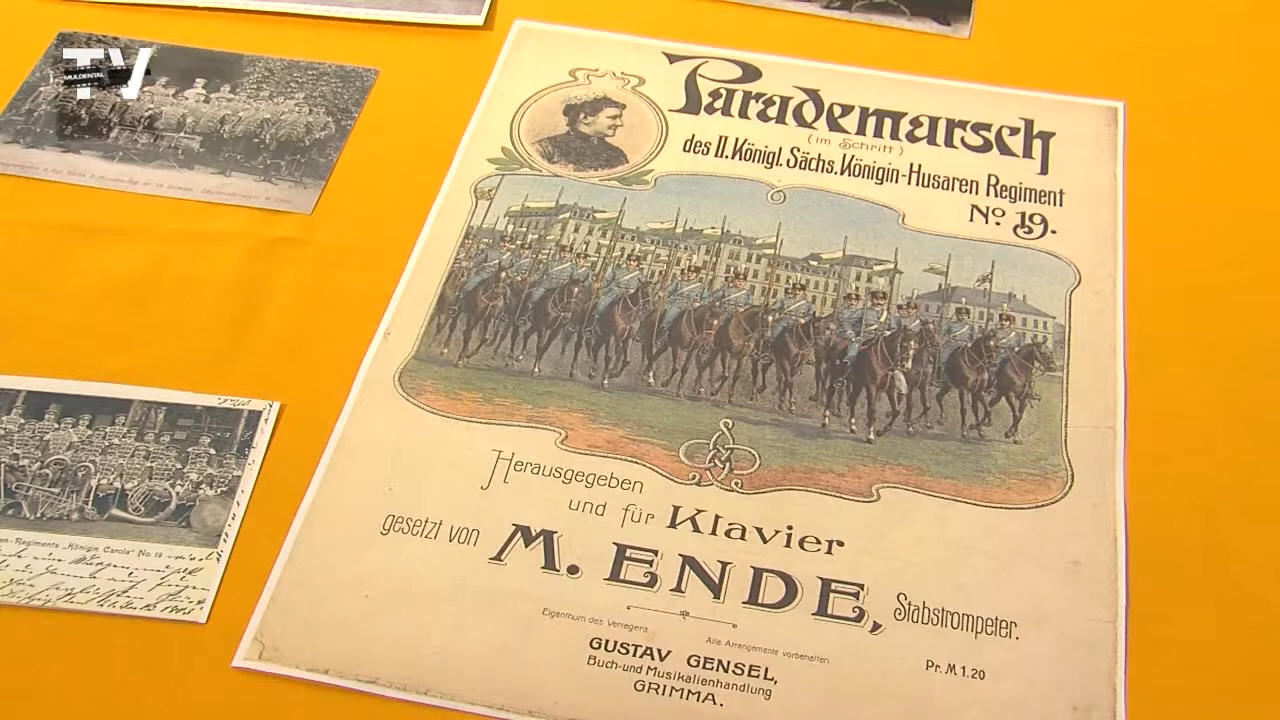 TV
MULDENTAL
Parademarsch
(im Schritt)
des II. Königl. Sächs. Königin-Husaren Regiment
No. 19.
Herausgegeben
und für Klavier
gesetzt von M. ENDE, Stabstrompeter.
Eigenthum des Verlegers
Alle Arrangements vorbehalten.
Pr. M 1.20
GUSTAV GENSEL,
Buch-und Musikalienhandlung
GRIMMA.
Regiments „Königin Carola" No. 19